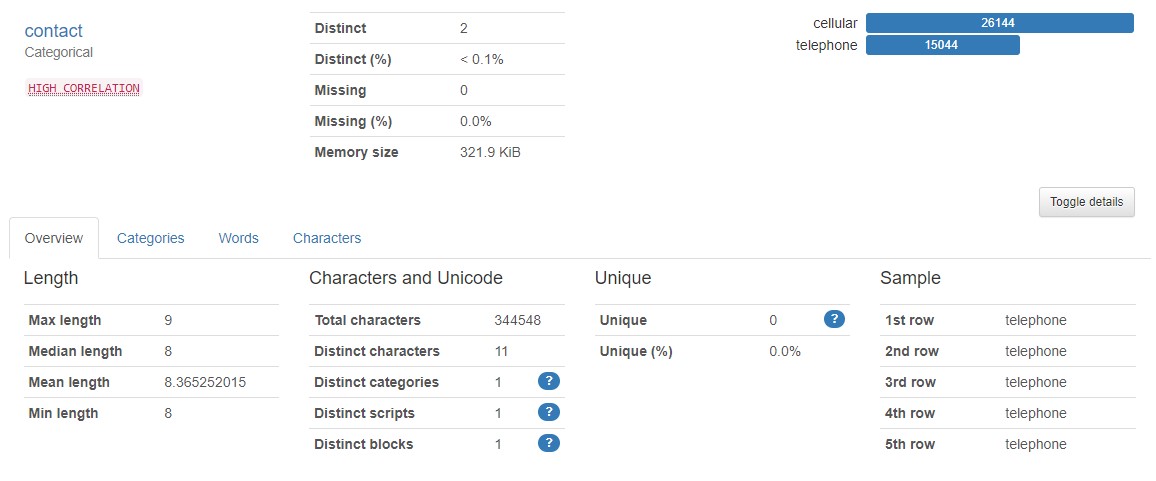 contact
Categorical
HIGH CORRELATION
Distinct 2
Distinct (%) < 0.1%
Missing 0
Missing (%) 0.0%
Memory size 321.9 KiB
cellular 26144
telephone 15044
Toggle details
Overview Categories Words Characters
Length
Max length 9
Median length 8
Mean length 8.365252015
Min length 8
Characters and Unicode
Total characters 344548
Distinct characters 11
Distinct categories 1 ?
Distinct scripts 1 ?
Distinct blocks 1 ?
Unique
Unique 0 ?
Unique (%) 0.0%
Sample
1st row telephone
2nd row telephone
3rd row telephone
4th row telephone
5th row telephone